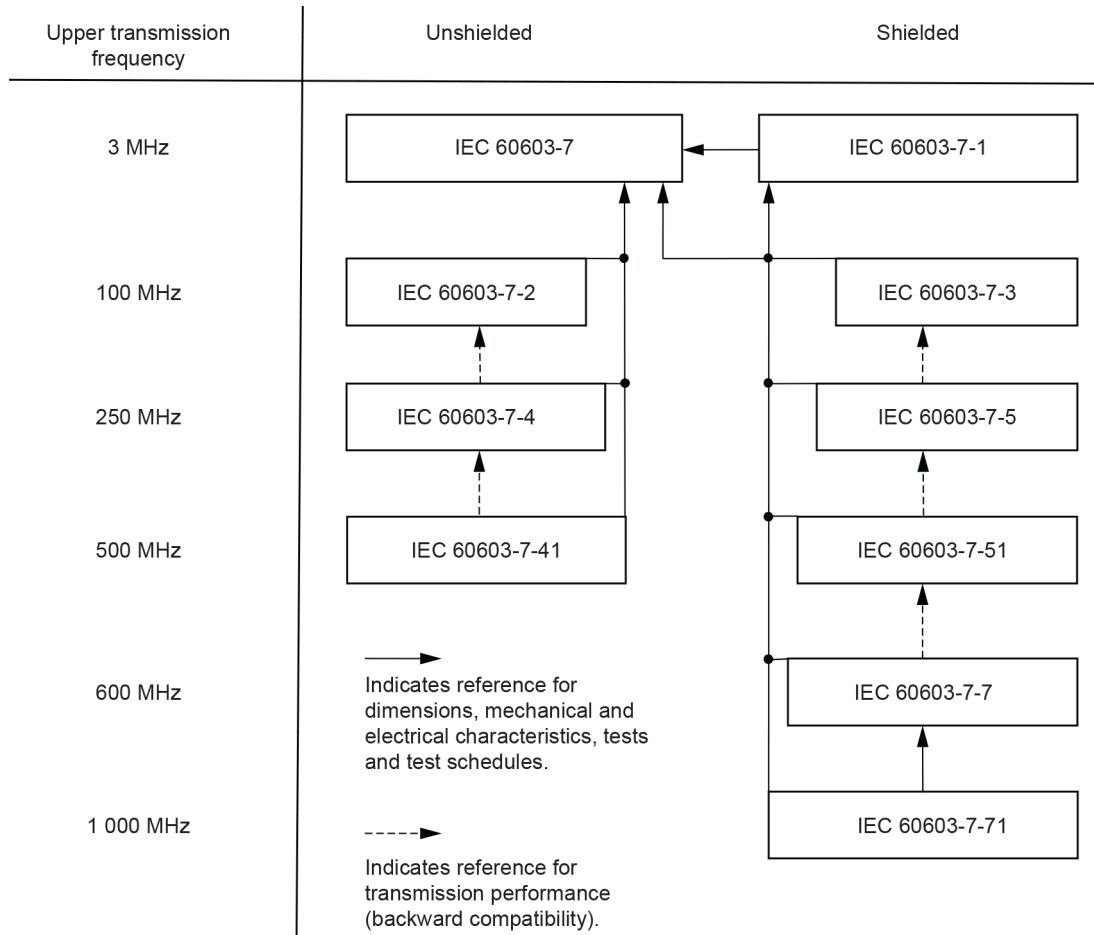 Upper transmission
frequency
Unshielded
Shielded
3 MHz
IEC 60603-7
IEC 60603-7-1
100 MHz
IEC 60603-7-2
IEC 60603-7-3
250 MHz
IEC 60603-7-4
IEC 60603-7-5
500 MHz
IEC 60603-7-41
IEC 60603-7-51
600 MHz
IEC 60603-7-7
1 000 MHz
IEC 60603-7-71
Indicates reference for
dimensions, mechanical and
electrical characteristics, tests
and test schedules.
Indicates reference for
transmission performance
(backward compatibility).